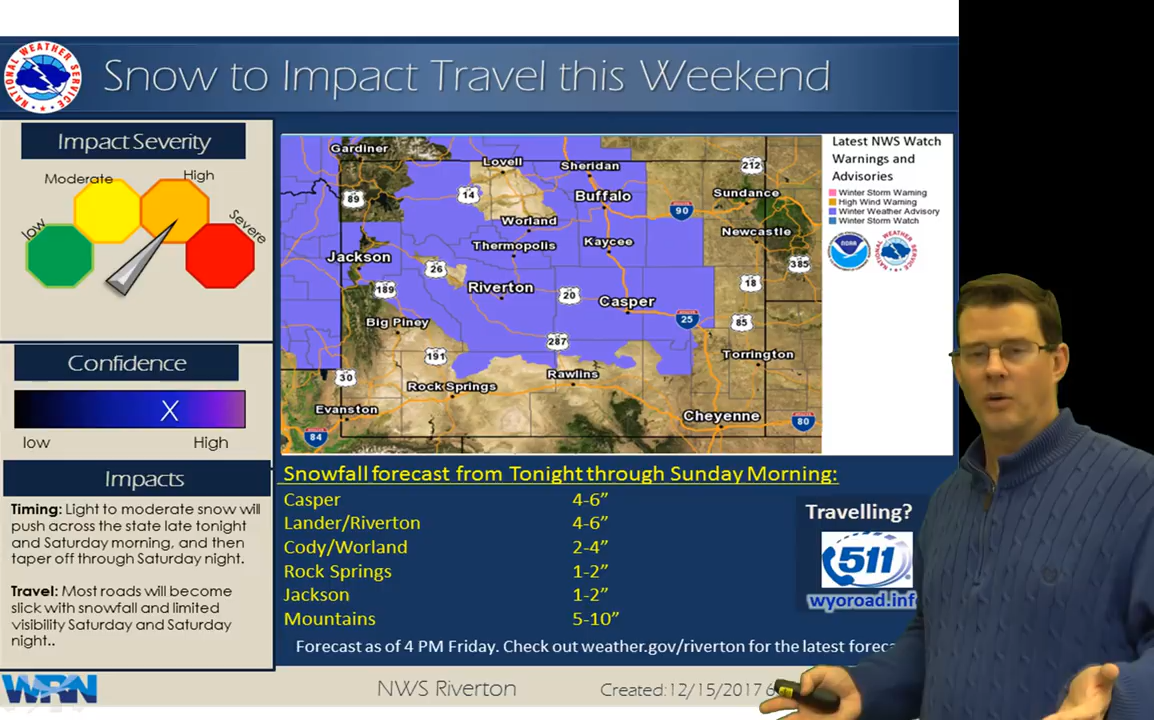 NATIONAL WEATHER SERVICE
Snow to Impact Travel this Weekend
Impact Severity
Moderate
High
low
Severe
Confidence
X
low
High
Impacts
Timing: Light to moderate snow will
push across the state late tonight
and Saturday morning, and then
taper off through Saturday night.
Travel: Most roads will become
slick with snowfall and limited
visibility Saturday and Saturday
night..
Gardiner
Lovell
Sheridan
212
89
14
Buffalo
Sundance
90
Worland
Newcastle
Thermopolis
Kaycee
Jackson
26
385
189
Riverton
20
Casper
18
Big Piney
25
85
287
191
Torrington
30
Rawlins
Rock Springs
Evanston
Cheyenne
80
84
Latest NWS Watch
Warnings and
Advisories
Winter Storm Warning
High Wind Warning
Winter Weather Advisory
Winter Storm Watch
NOAA
Snowfall forecast from Tonight through Sunday Morning:
Casper 4-6”
Lander/Riverton 4-6”
Cody/Worland 2-4”
Rock Springs 1-2”
Jackson 1-2”
Mountains 5-10”
Travelling?
511
wyoroad.inf
Forecast as of 4 PM Friday. Check out weather.gov/riverton for the latest foreca
WRN
NWS Riverton
Created:12/15/2017 6